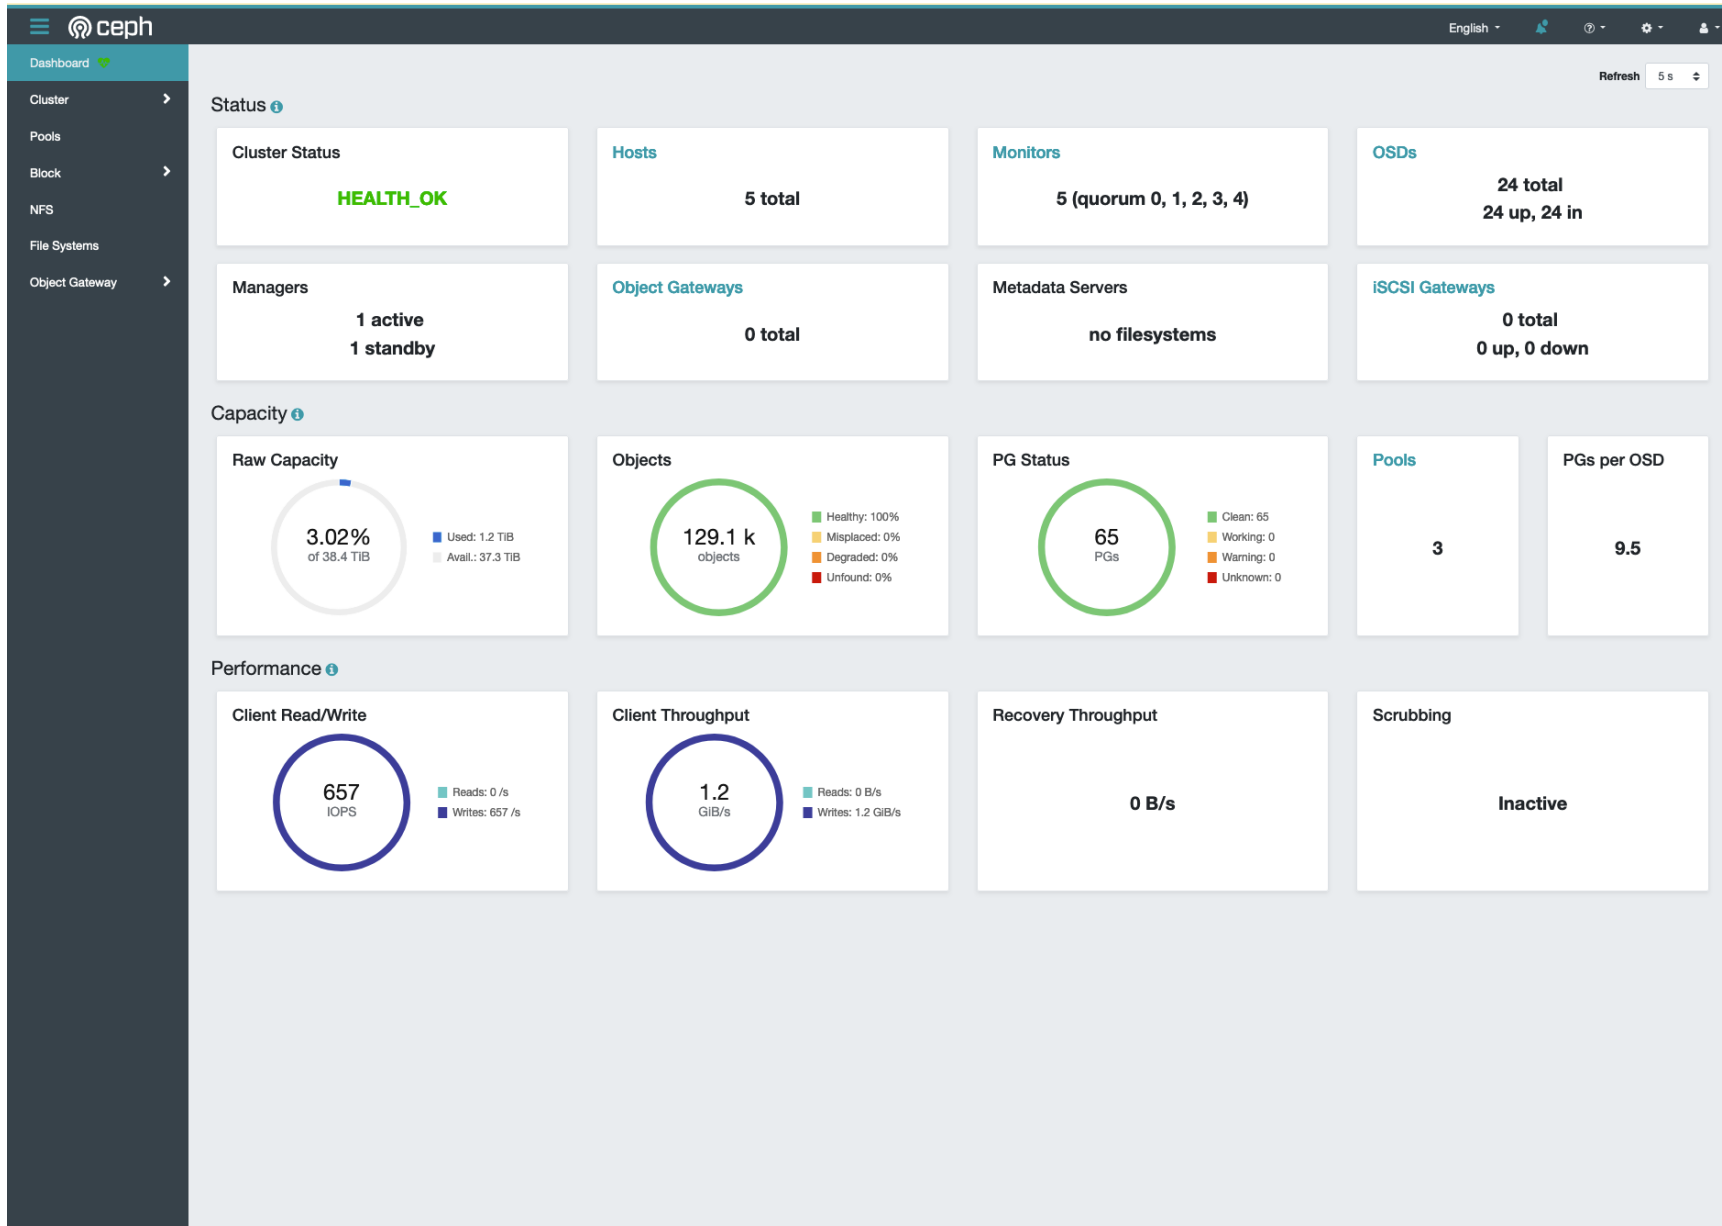 ceph
English
Dashboard
Cluster
Pools
Block
NFS
File Systems
Object Gateway
Refresh 5 s
Status
Cluster Status
HEALTH_OK
Hosts
5 total
Monitors
5 (quorum 0, 1, 2, 3, 4)
OSDs
24 total
24 up, 24 in
Managers
1 active
1 standby
Object Gateways
0 total
Metadata Servers
no filesystems
iSCSI Gateways
0 total
0 up, 0 down
Capacity
Raw Capacity
3.02%
of 38.4 TiB
Used: 1.2 TiB
Avail.: 37.3 TiB
Objects
129.1 k
objects
Healthy: 100%
Misplaced: 0%
Degraded: 0%
Unfound: 0%
PG Status
65
PGs
Clean: 65
Working: 0
Warning: 0
Unknown: 0
Pools
3
PGs per OSD
9.5
Performance
Client Read/Write
657
IOPS
Reads: 0 /s
Writes: 657 /s
Client Throughput
1.2
GiB/s
Reads: 0 B/s
Writes: 1.2 GiB/s
Recovery Throughput
0 B/s
Scrubbing
Inactive